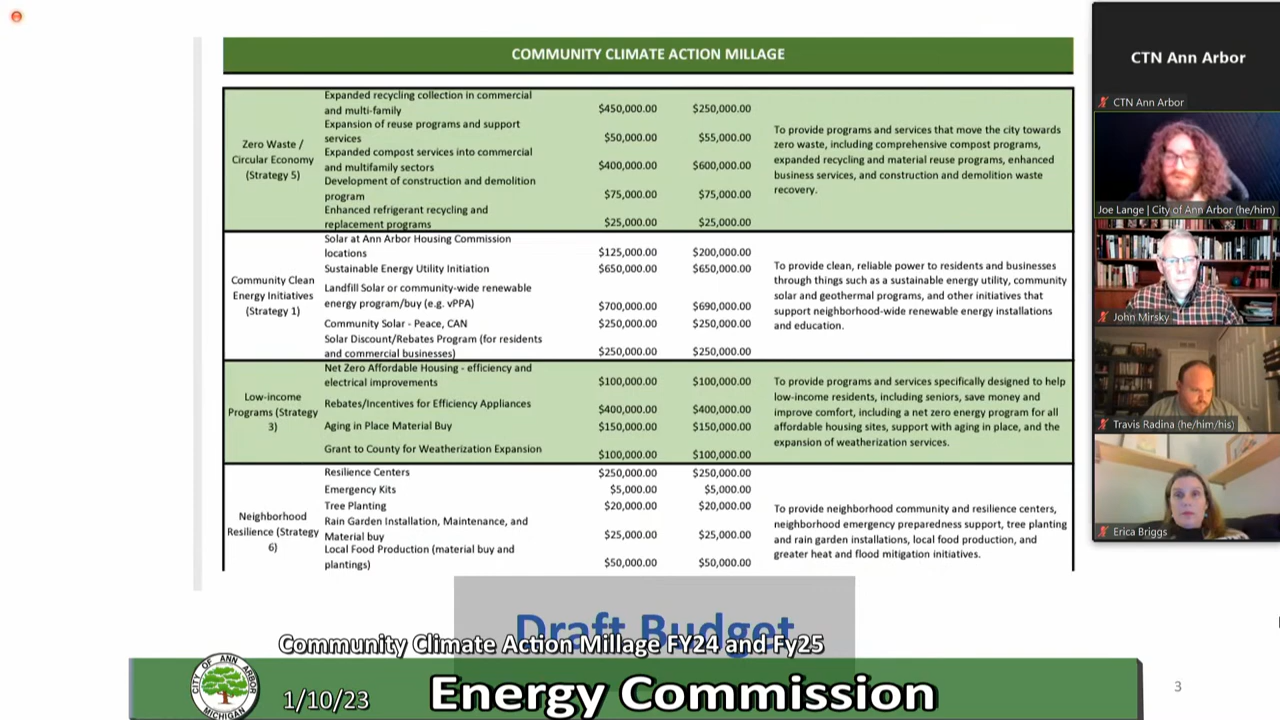 COMMUNITY CLIMATE ACTION MILLAGE
Zero Waste /
Circular Economy
(Strategy 5)
Expanded recycling collection in commercial
and multi-family
$450,000.00 $250,000.00
Expansion of reuse programs and support
services
$50,000.00 $55,000.00
Expanded compost services into commercial
and multifamily sectors
$400,000.00 $600,000.00
Development of construction and demolition
program
$75,000.00 $75,000.00
Enhanced refrigerant recycling and
replacement programs
$25,000.00 $25,000.00
To provide programs and services that move the city towards
zero waste, including comprehensive compost programs,
expanded recycling and material reuse programs, enhanced
business services, and construction and demolition waste
recovery.
Community Clean
Energy Initiatives
(Strategy 1)
Solar at Ann Arbor Housing Commission
locations
$125,000.00 $200,000.00
Sustainable Energy Utility Initiation
$650,000.00 $650,000.00
Landfill Solar or community-wide renewable
energy program/buy (e.g. vPPA)
$700,000.00 $690,000.00
Community Solar - Peace, CAN
$250,000.00 $250,000.00
Solar Discount/Rebates Program (for residents
and commercial businesses)
$250,000.00 $250,000.00
To provide clean, reliable power to residents and businesses
through things such as a sustainable energy utility, community
solar and geothermal programs, and other initiatives that
support neighborhood-wide renewable energy installations
and education.
Low-income
Programs (Strategy
3)
Net Zero Affordable Housing - efficiency and
electrical improvements
$100,000.00 $100,000.00
Rebates/Incentives for Efficiency Appliances
$400,000.00 $400,000.00
Aging in Place Material Buy
$150,000.00 $150,000.00
Grant to County for Weatherization Expansion
$100,000.00 $100,000.00
To provide programs and services specifically designed to help
low-income residents, including seniors, save money and
improve comfort, including a net zero energy program for all
affordable housing sites, support with aging in place, and the
expansion of weatherization services.
Neighborhood
Resilience (Strategy
6)
Resilience Centers
$250,000.00 $250,000.00
Emergency Kits
$5,000.00 $5,000.00
Tree Planting
$20,000.00 $20,000.00
Rain Garden Installation, Maintenance, and
Material buy
$25,000.00 $25,000.00
Local Food Production (material buy and
plantings)
$50,000.00 $50,000.00
To provide neighborhood community and resilience centers,
neighborhood emergency preparedness support, tree planting
and rain garden installations, local food production, and
greater heat and flood mitigation initiatives.
CTN Ann Arbor
CTN Ann Arbor
Joe Lange | City of Ann Arbor (he/him)
John Mirsky
Travis Radina (he/him/his)
Erica Briggs
Draft Budget
Community Climate Action Millage FY24 and Fy25
CITY OF ANN ARBOR
MICHIGAN
1/10/23
Energy Commission
3